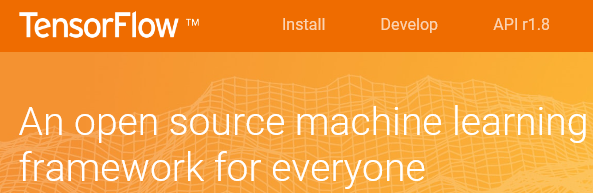 TensorFlow ™ Install Develop API r1.8
An open source machine learning
framework for everyone